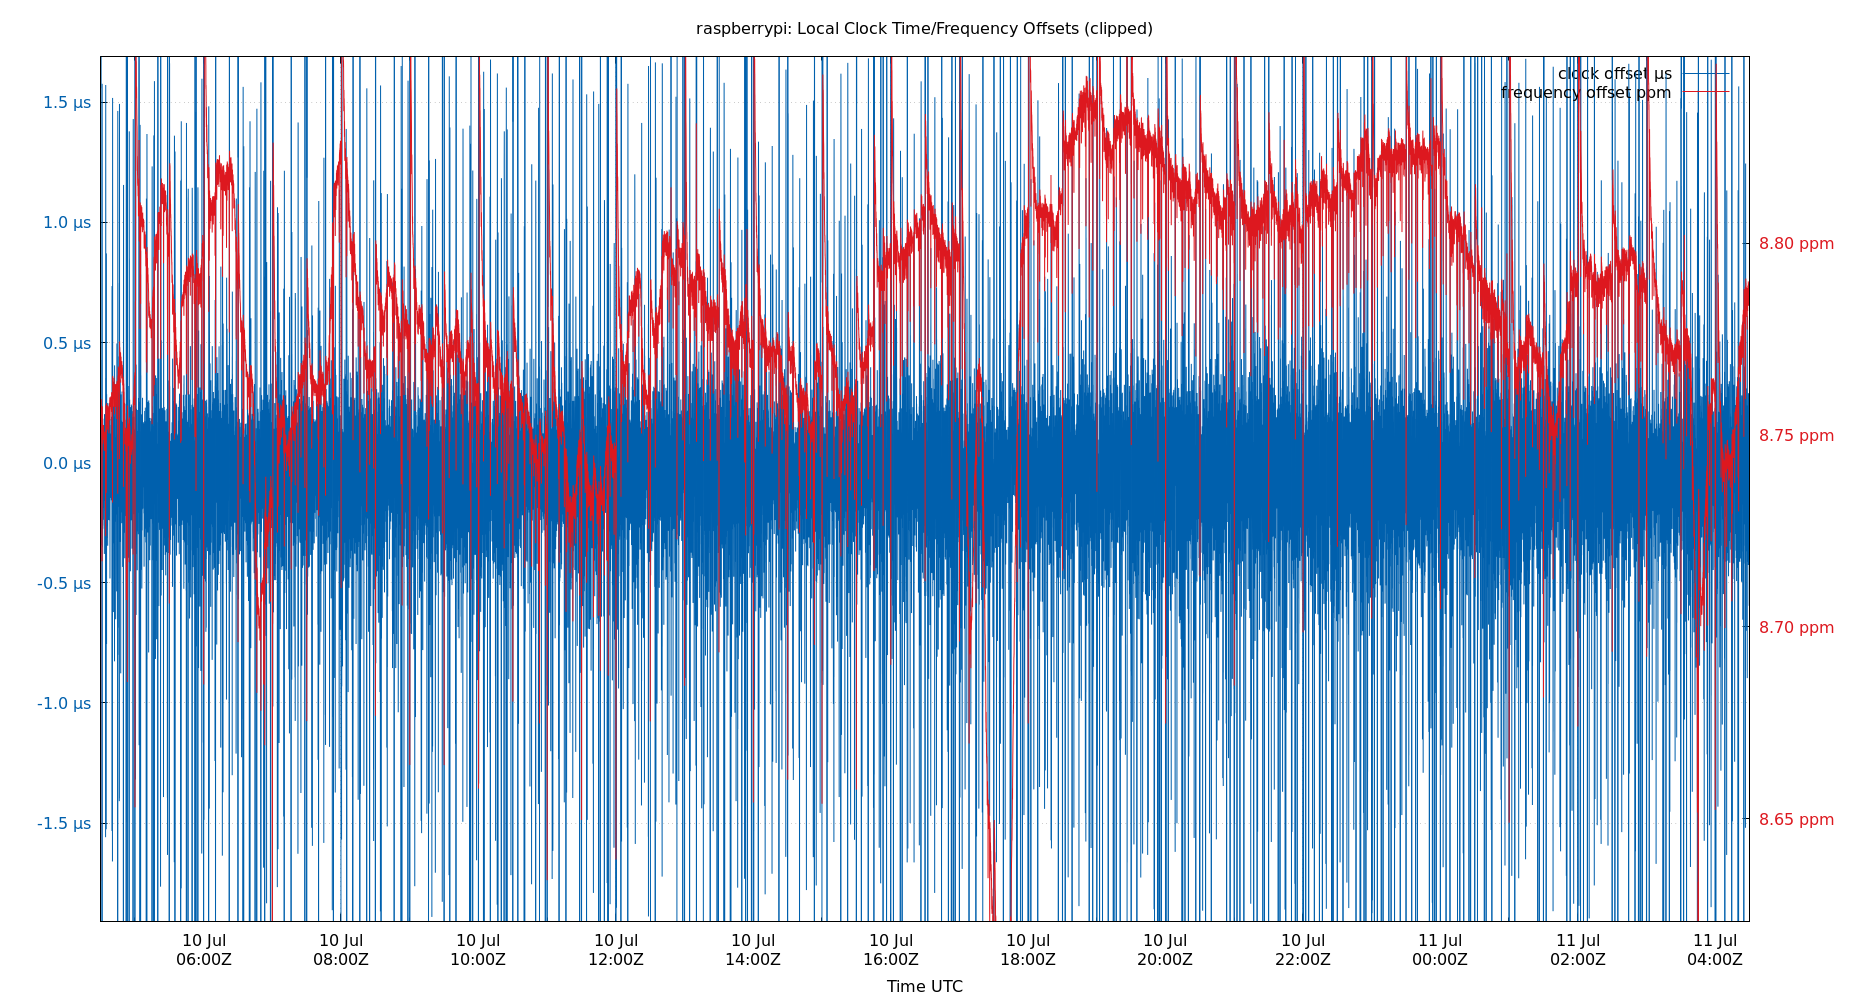 raspberrypi: Local Clock Time/Frequency Offsets (clipped)
clock offset µs
frequency offset ppm
1.5 µs
1.0 µs
0.5 µs
0.0 µs
-0.5 µs
-1.0 µs
-1.5 µs
8.80 ppm
8.75 ppm
8.70 ppm
8.65 ppm
10 Jul 10 Jul 10 Jul 10 Jul 10 Jul 10 Jul 10 Jul 10 Jul 10 Jul 11 Jul 11 Jul 11 Jul
06:00Z 08:00Z 10:00Z 12:00Z 14:00Z 16:00Z 18:00Z 20:00Z 22:00Z 00:00Z 02:00Z 04:00Z
Time UTC